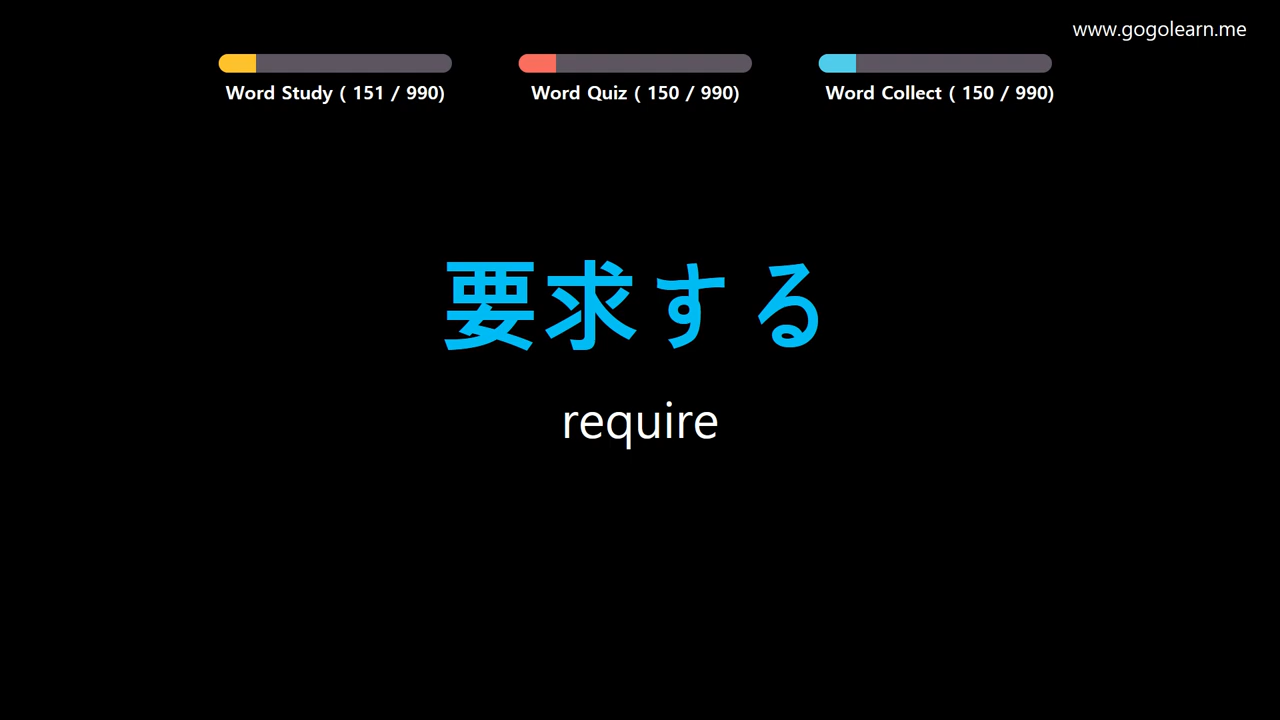 www.gogolearn.me
Word Study ( 151 / 990)
Word Quiz ( 150 / 990)
Word Collect ( 150 / 990)
要求する
require